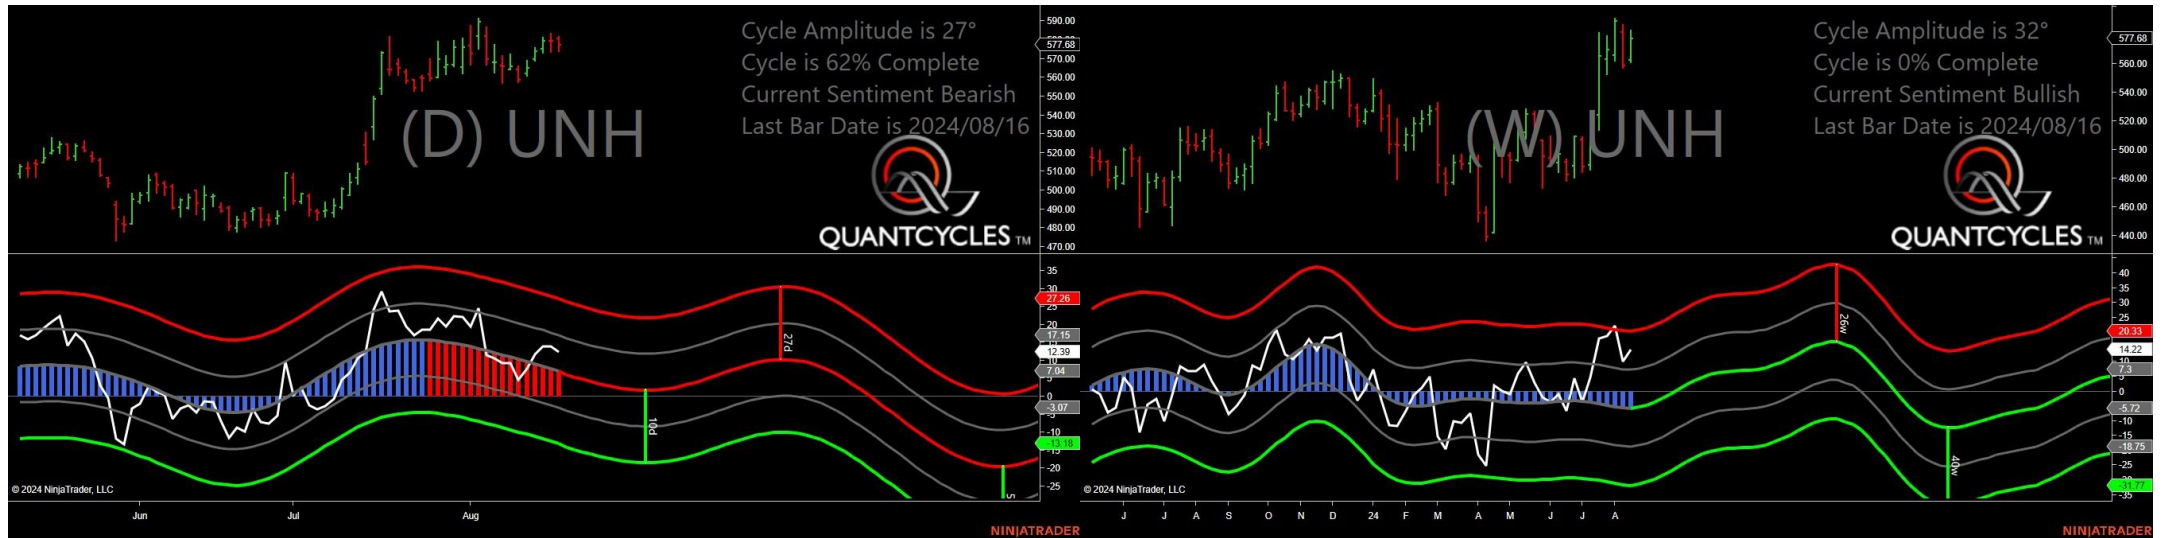 Cycle Amplitude is 27°
Cycle is 62% Complete
Current Sentiment Bearish
Last Bar Date is 2024/08/16
(D) UNH
QUANTCYCLES TM
590.00
577.68
570.00
560.00
550.00
540.00
530.00
520.00
510.00
500.00
490.00
480.00
470.00
35
30
27.26
25
20
17.15
12.39
10
7.04
5
0
-3.07
-5
-10
-13.18
-15
-20
-25
27d
10d
5
© 2024 NinjaTrader, LLC
Jun
Jul
Aug
NINJATRADER
Cycle Amplitude is 32°
Cycle is 0% Complete
Current Sentiment Bullish
Last Bar Date is 2024/08/16
(W) UNH
QUANTCYCLES TM
577.68
560.00
540.00
520.00
500.00
480.00
460.00
440.00
40
35
30
25
20.33
14.22
7.3
5
0
-5.72
-10
-15
-18.75
-25
-31.77
-35
26w
40w
© 2024 NinjaTrader, LLC
J
J
A
S
O
N
D
24
F
M
A
M
J
J
A
NINJATRADER